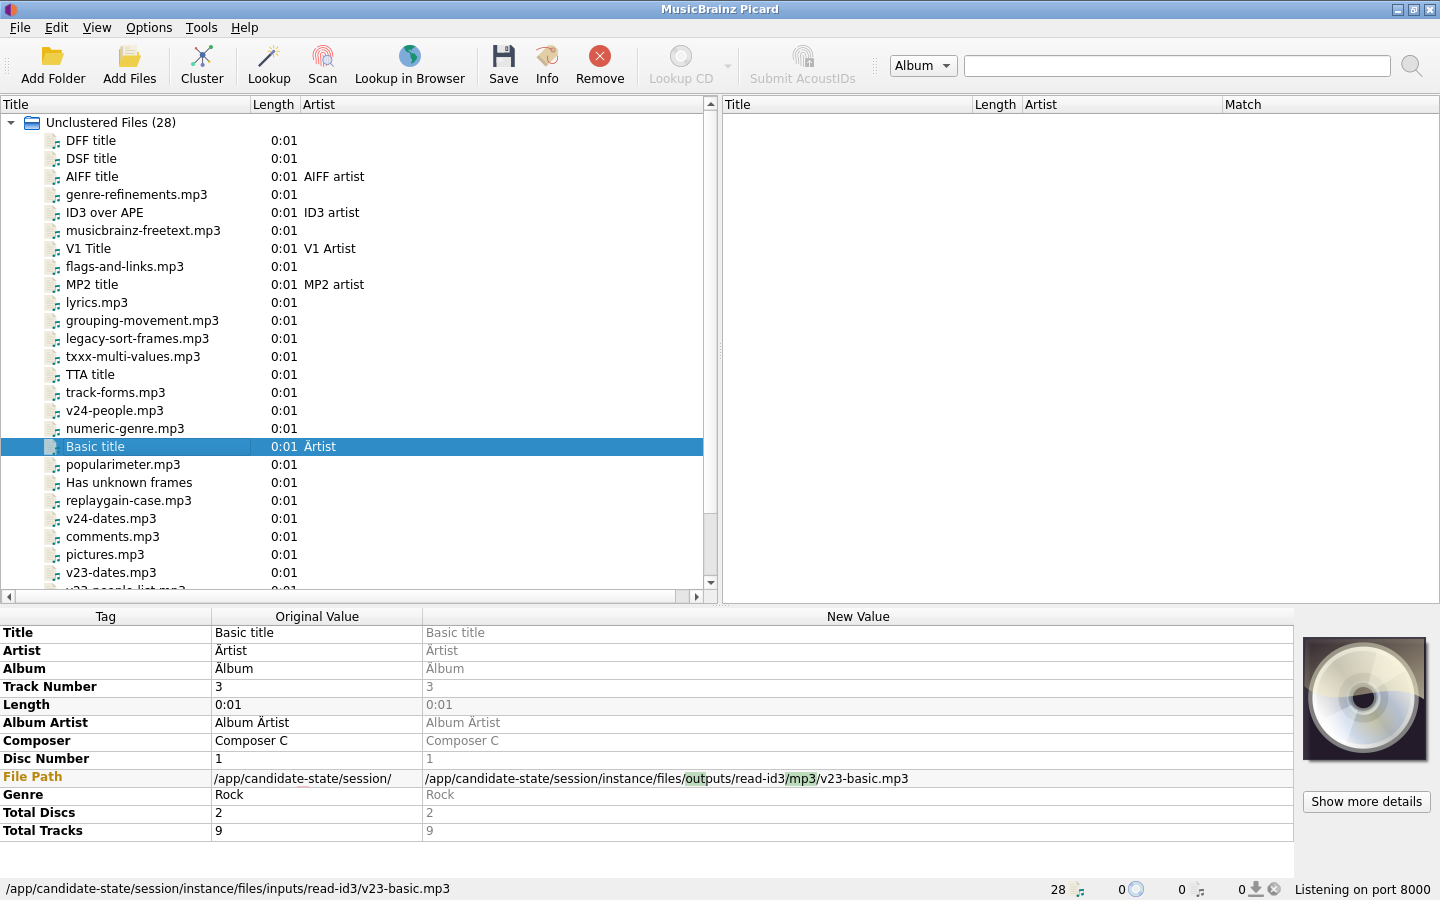 MusicBrainz Picard
File Edit View Options Tools Help
Add Folder Add Files Cluster Lookup Scan Lookup in Browser Save Info Remove Lookup CD Submit AcoustIDs Album
Title Length Artist
Unclustered Files (28)
DFF title 0:01
DSF title 0:01
AIFF title 0:01 AIFF artist
genre-refinements.mp3 0:01
ID3 over APE 0:01 ID3 artist
musicbrainz-freetext.mp3 0:01
V1 Title 0:01 V1 Artist
flags-and-links.mp3 0:01
MP2 title 0:01 MP2 artist
lyrics.mp3 0:01
grouping-movement.mp3 0:01
legacy-sort-frames.mp3 0:01
txxx-multi-values.mp3 0:01
TTA title 0:01
track-forms.mp3 0:01
v24-people.mp3 0:01
numeric-genre.mp3 0:01
Basic title 0:01 Ärtist
popularimeter.mp3 0:01
Has unknown frames 0:01
replaygain-case.mp3 0:01
v24-dates.mp3 0:01
comments.mp3 0:01
pictures.mp3 0:01
v23-dates.mp3 0:01
v23-people-list.mp3 0:01
Title Length Artist Match
Tag Original Value New Value
Title Basic title Basic title
Artist Ärtist Ärtist
Album Älbum Älbum
Track Number 3 3
Length 0:01 0:01
Album Artist Album Ärtist Album Ärtist
Composer Composer C Composer C
Disc Number 1 1
File Path /app/candidate-state/session/ /app/candidate-state/session/instance/files/outputs/read-id3/mp3/v23-basic.mp3
Genre Rock Rock
Total Discs 2 2
Total Tracks 9 9
Show more details
/app/candidate-state/session/instance/files/inputs/read-id3/v23-basic.mp3 28 0 0 0 Listening on port 8000